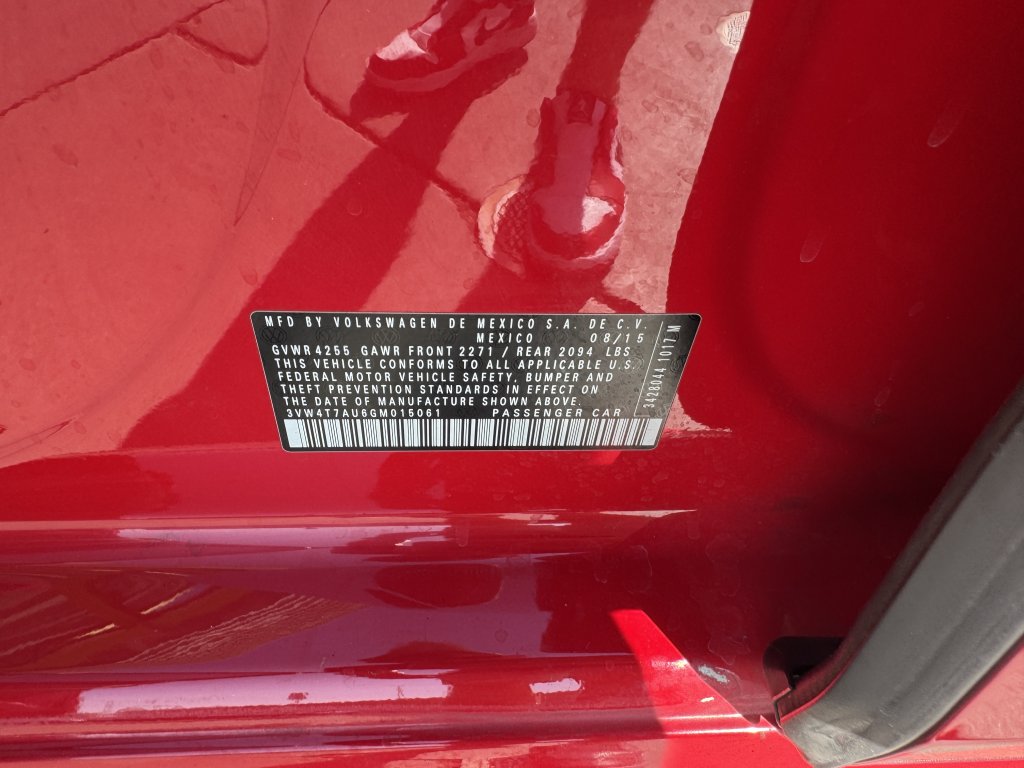 MFD BY VOLKSWAGEN DE MEXICO S.A. DE C.V.
MEXICO 08/15
GVWR 4255 GAWR FRONT 2271 / REAR 2094 LBS
THIS VEHICLE CONFORMS TO ALL APPLICABLE U.S.
FEDERAL MOTOR VEHICLE SAFETY, BUMPER AND
THEFT PREVENTION STANDARDS IN EFFECT ON
THE DATE OF MANUFACTURE SHOWN ABOVE.
3VW4T7AU6GM015061 PASSENGER CAR
3428044 1017 M